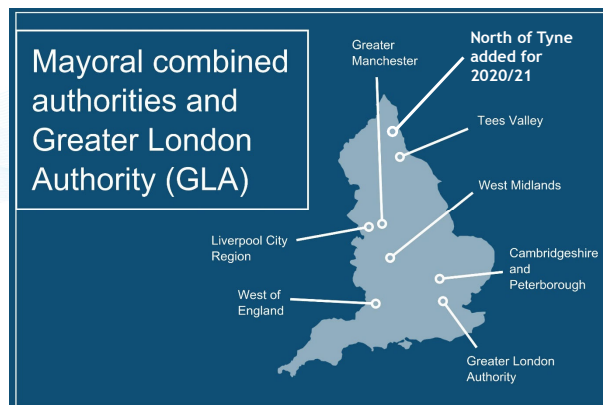 Mayoral combined
authorities and
Greater London
Authority (GLA)
Greater
Manchester
North of Tyne
added for
2020/21
Tees Valley
West Midlands
Liverpool City
Region
Cambridgeshire
and
Peterborough
West of
England
Greater London
Authority